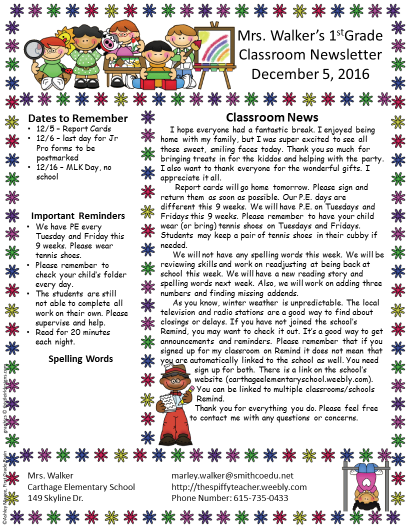 Mrs. Walker's 1stGrade
Classroom Newsletter
December 5, 2016
Dates to Remember
• 12/5 – Report Cards
• 12/6 – last day for Jr
Pro forms to be
postmarked
• 12/16 – MLK Day, no
school
Important Reminders
• We have PE every
Tuesday and Friday this
9 weeks. Please wear
tennis shoes.
• Please remember to
check your child's folder
every day.
• The students are still
not able to complete all
work on their own. Please
supervise and help.
• Read for 20 minutes
each night.
Spelling Words
Classroom News
I hope everyone had a fantastic break. I enjoyed being
home with my family, but I was super excited to see all
those sweet, smiling faces today. Thank you so much for
bringing treats in for the kiddos and helping with the party.
I also want to thank everyone for the wonderful gifts. I
appreciate it all.
Report cards will go home tomorrow. Please sign and
return them as soon as possible. Our P.E. days are
different this 9 weeks. We will have P.E. on Tuesdays and
Fridays this 9 weeks. Please remember to have your child
wear (or bring) tennis shoes on Tuesdays and Fridays.
Students may keep a pair of tennis shoes in their cubby if
needed.
We will not have any spelling words this week. We will be
reviewing skills and work on readjusting at being back at
school this week. We will have a new reading story and
spelling words next week. Also, we will work on adding three
numbers and finding missing addends.
As you know, winter weather is unpredictable. The local
television and radio stations are a good way to find about
closings or delays. If you have not joined the school's
Remind, you may want to check it out. It's a good way to get
announcements and reminders. Please remember that if you
signed up for my classroom on Remind it does not mean that
you are automatically linked to the school as well. You need
sign up for both. There is a link on the school's
website (carthageelementaryschool.weebly.com).
You can be linked to multiple classrooms/schools
Remind.
Thank you for everything you do. Please feel free
to contact me with any questions or concerns.
Mrs. Walker
Carthage Elementary School
149 Skyline Dr.
marley.walker@smithcoedu.net
http://thespiffyteacher.weebly.com
Phone Number: 615-735-0433